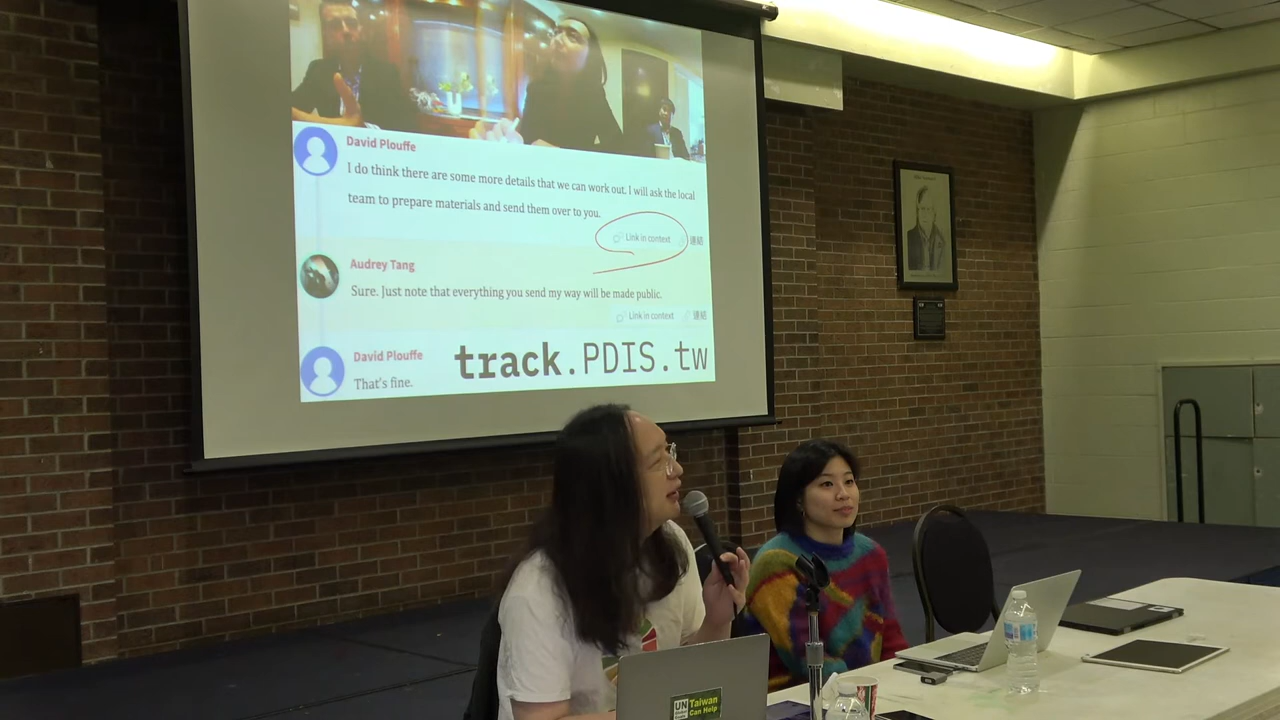 David Plouffe
I do think there are some more details that we can work out. I will ask the local
team to prepare materials and send them over to you.
Link in context
連結
Audrey Tang
Sure. Just note that everything you send my way will be made public.
Link in context
連結
David Plouffe
That's fine.
track.PDIS.tw
UN
Taiwan
Can Help